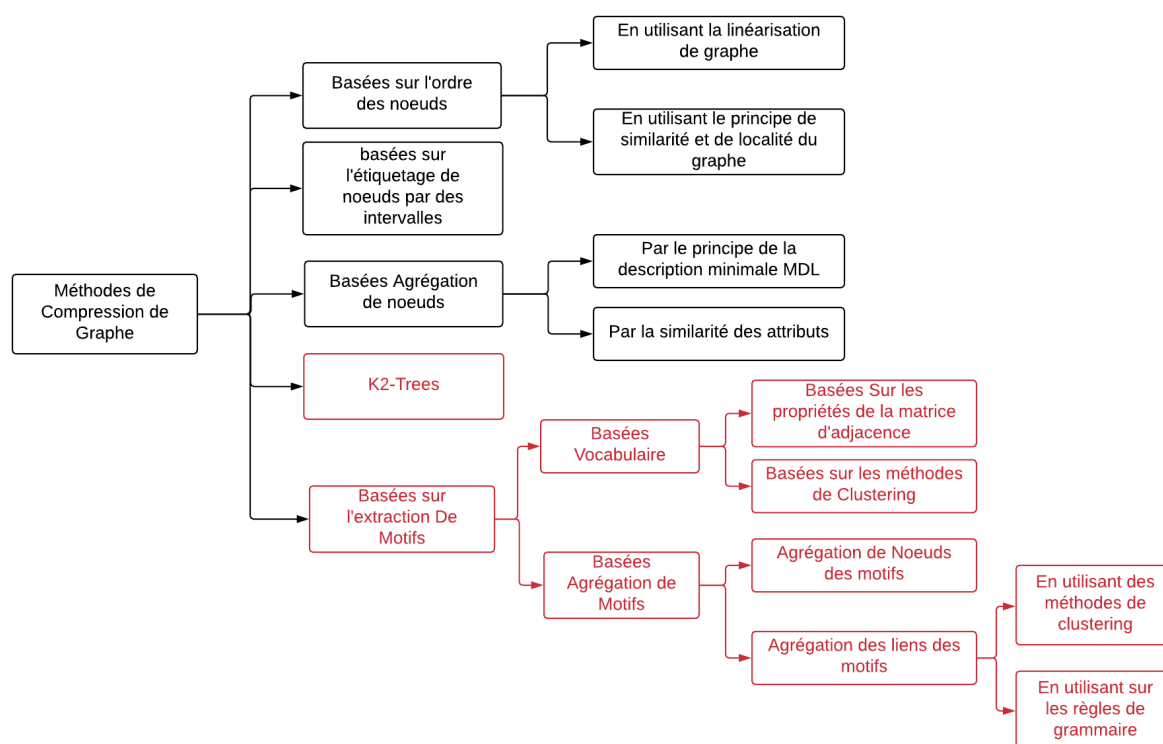 Méthodes de
Compression de
Graphe
Basées sur l'ordre
des noeuds
En utilisant la linéarisation
de graphe
En utilisant le principe de
similarité et de localité du
graphe
basées sur
l'étiquetage de
noeuds par des
intervalles
Basées Agrégation
de noeuds
Par le principe de la
description minimale MDL
Par la similarité des attributs
K2-Trees
Basées sur
l'extraction De
Motifs
Basées
Vocabulaire
Basées Sur les
propriétés de la matrice
d'adjacence
Basées sur les méthodes
de Clustering
Basées
Agrégation de
Motifs
Agrégation de Noeuds
des motifs
Agrégation des liens des
motifs
En utilisant des
méthodes de
clustering
En utilisant sur
les règles de
grammaire